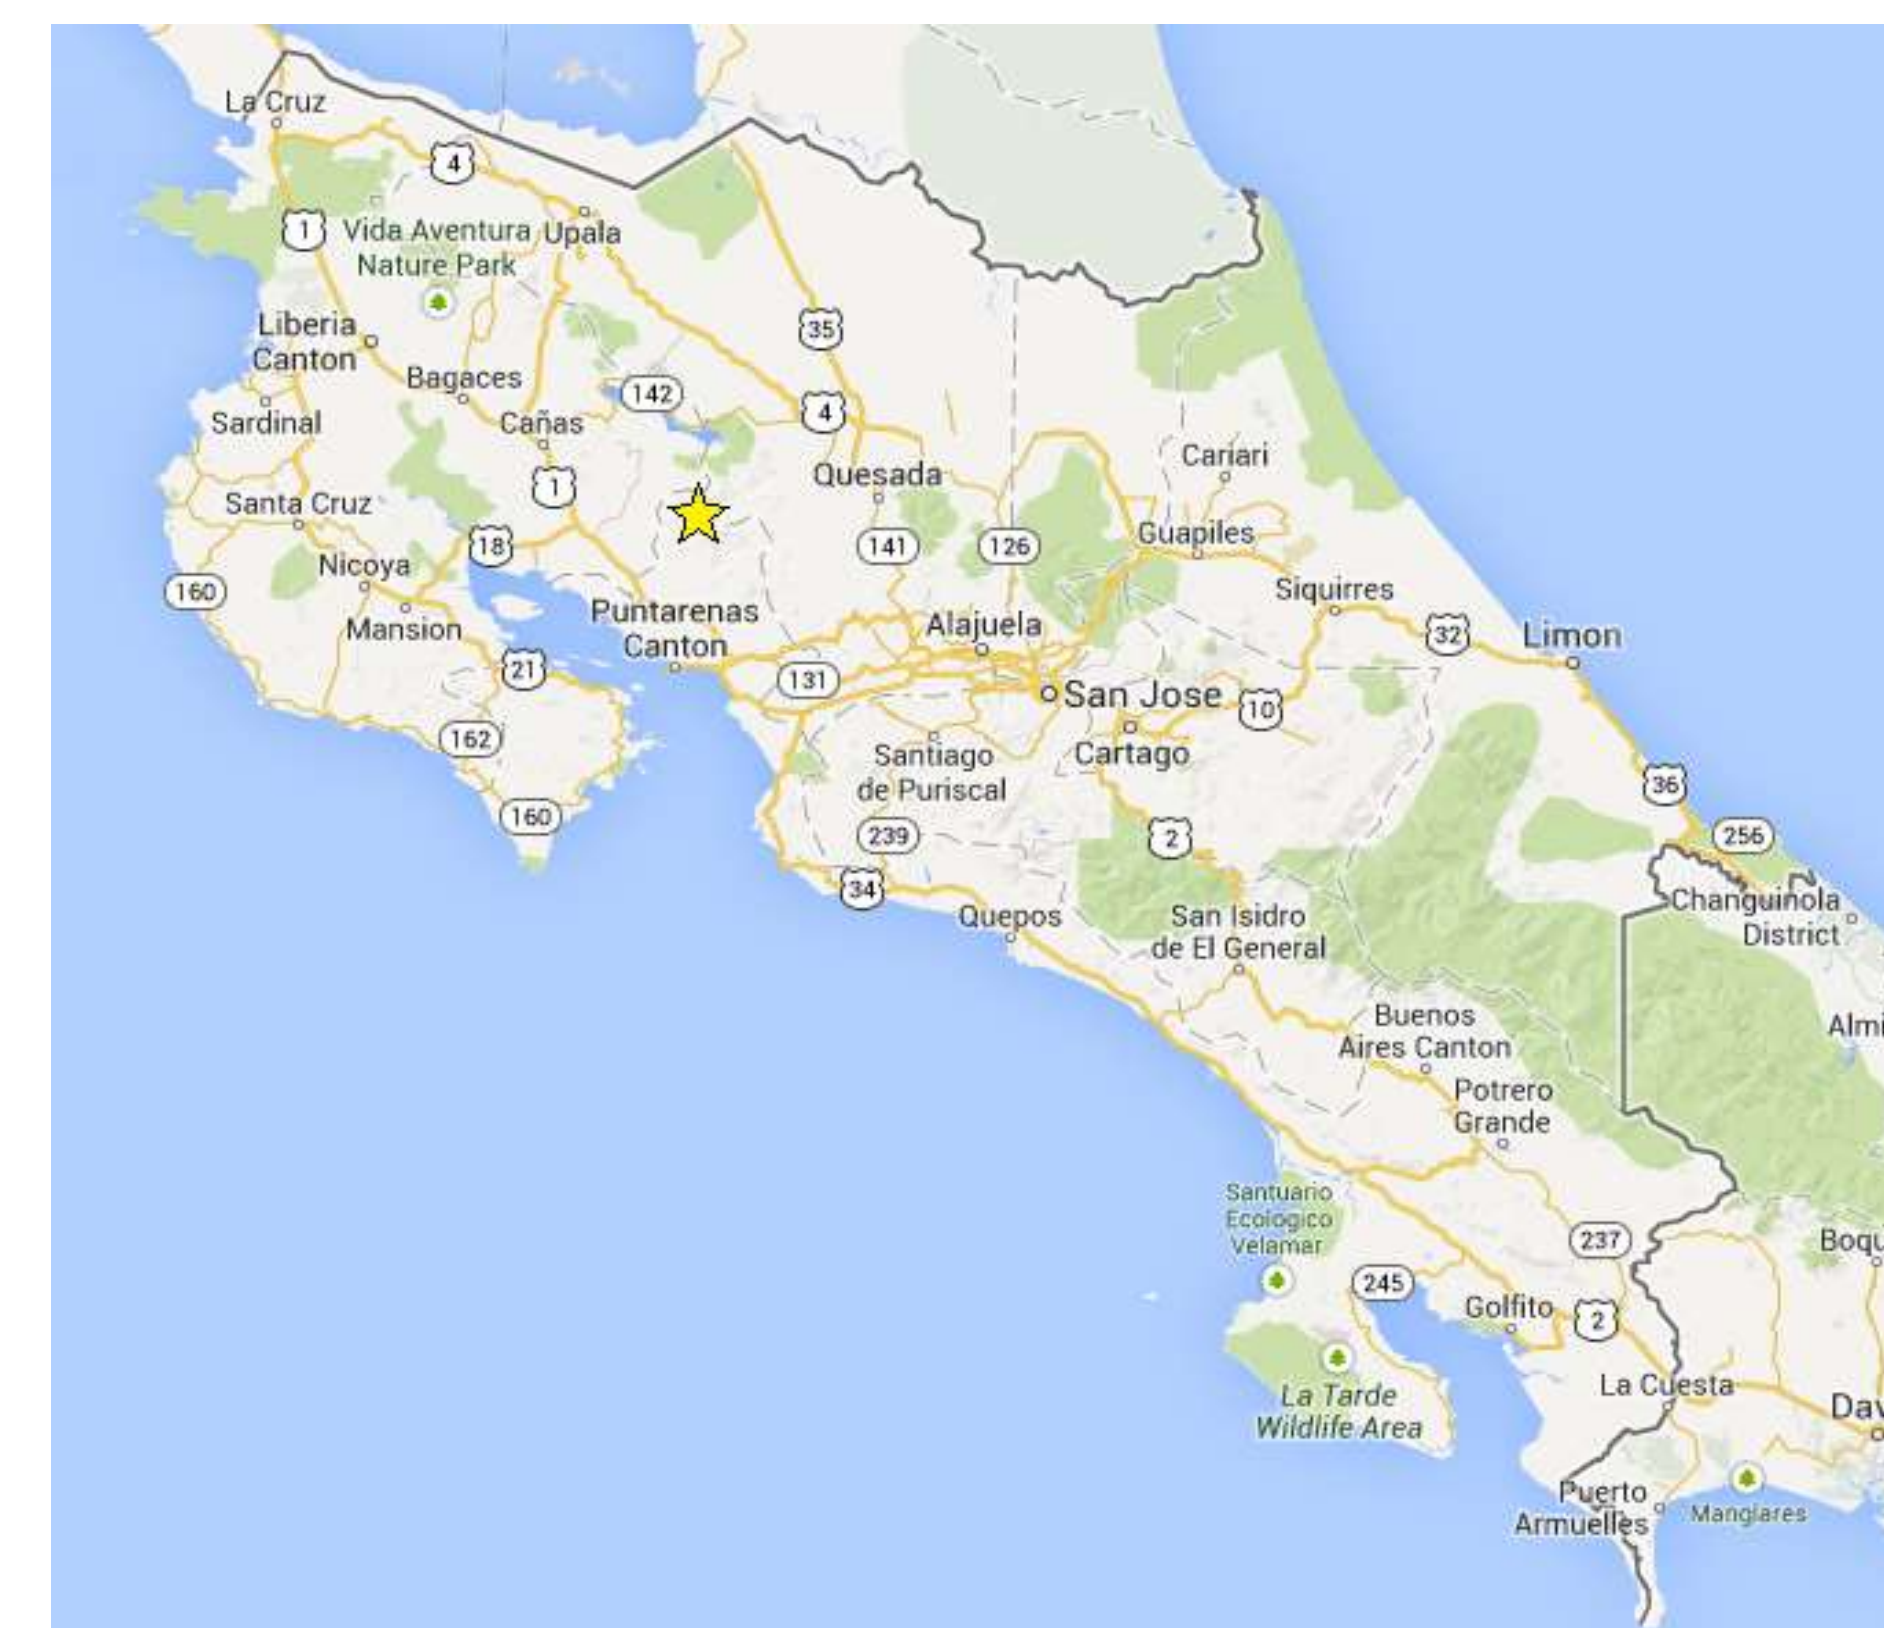 La Cruz
4
1
Vida Aventura
Nature Park
Upala
Liberia
Canton
35
Bagaces
142
4
Sardinal
Cañas
Quesada
Cariari
Santa Cruz
1
18
141
126
Guapiles
Nicoya
160
Mansion
Puntarenas
Canton
Alajuela
Siquirres
32
Limon
21
131
San Jose
10
162
Santiago
de Puriscal
Cartago
36
160
239
2
256
34
Quepos
San Isidro
de El General
Changuinola
District
Buenos
Aires Canton
Almi
Potrero
Grande
Santuario
Ecologico
Velamar
237
Boqu
245
Golfito
2
La Tarde
Wildlife Area
La Cuesta
Dav
Puerto
Armuelles
Manglares